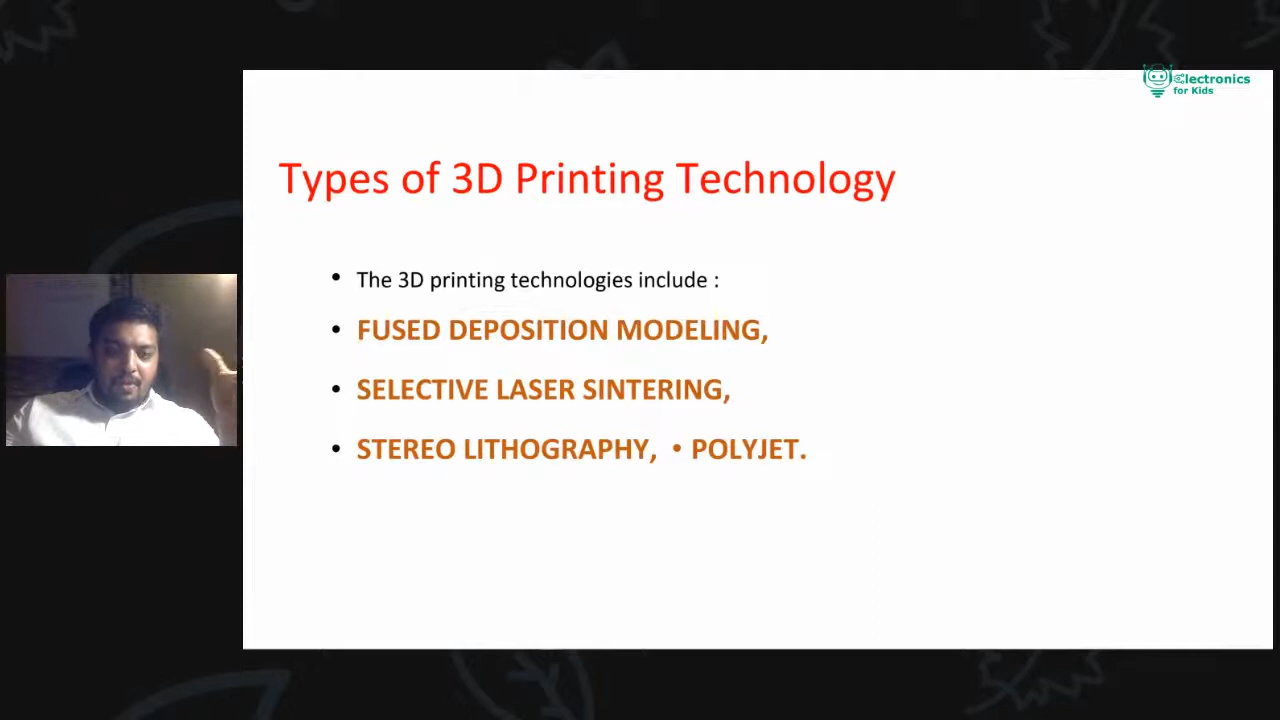 Electronics
for Kids
Types of 3D Printing Technology
• The 3D printing technologies include :
• FUSED DEPOSITION MODELING,
• SELECTIVE LASER SINTERING,
• STEREO LITHOGRAPHY, • POLYJET.